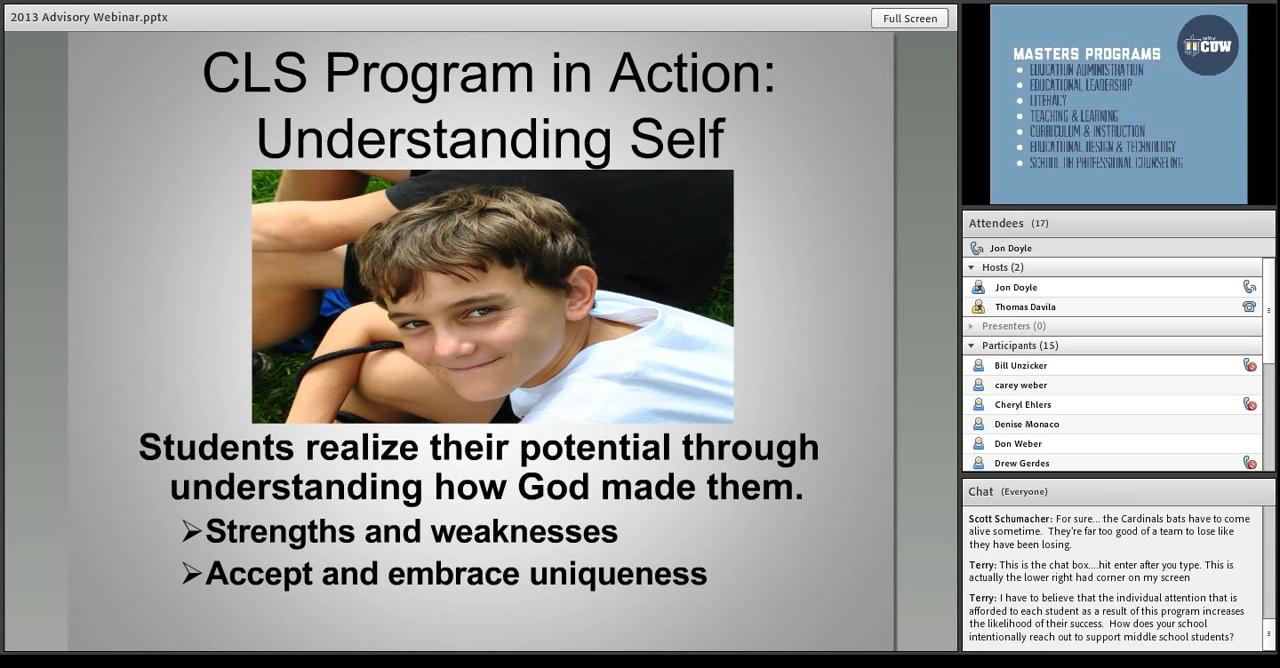 2013 Advisory Webinar.pptx
Full Screen
CLS Program in Action:
Understanding Self
Students realize their potential through
understanding how God made them.
➢Strengths and weaknesses
➢Accept and embrace uniqueness
CUW
MASTERS PROGRAMS
• EDUCATION ADMINISTRATION
• EDUCATIONAL LEADERSHIP
• LITERACY
• TEACHING & LEARNING
• CURRICULUM & INSTRUCTION
• EDUCATIONAL DESIGN & TECHNOLOGY
• SCHOOL OR PROFESSIONAL COUNSELING
Attendees (17)
Jon Doyle
Hosts (2)
Jon Doyle
Thomas Davila
Presenters (0)
Participants (15)
Bill Unzicker
carey weber
Cheryl Ehlers
Denise Monaco
Don Weber
Drew Gerdes
Chat (Everyone)
Scott Schumacher: For sure... the Cardinals bats have to come
alive sometime. They're far too good of a team to lose like
they have been losing.
Terry: This is the chat box....hit enter after you type. This is
actually the lower right had corner on my screen
Terry: I have to believe that the individual attention that is
afforded to each student as a result of this program increases
the likelihood of their success. How does your school
intentionally reach out to support middle school students?